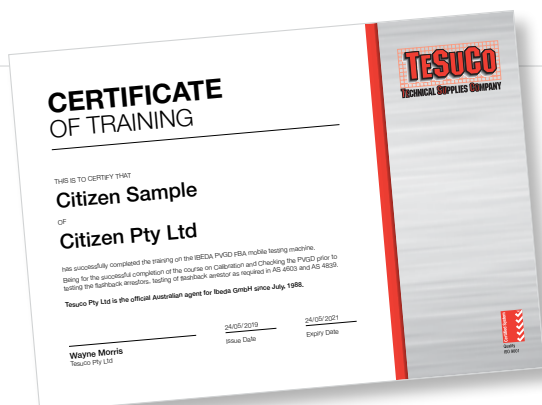 CERTIFICATE
OF TRAINING
THIS IS TO CERTIFY THAT
Citizen Sample
OF
Citizen Pty Ltd
has successfully completed the training on the IBEDA PVGD FBA mobile testing machine.
Being for the successful completion of the course on Calibration and Checking the PVGD prior to
testing the flashback arrestors, testing of flashback arrestor as required in AS 4603 and AS 4839.
Tesuco Pty Ltd is the official Australian agent for Ibeda GmbH since July, 1988.
Wayne Morris
Tesuco Pty Ltd
24/05/2019
Issue Date
24/05/2021
Expiry Date
TESUCO
TECHNICAL SUPPLIES COMPANY
Quality
ISO 9001